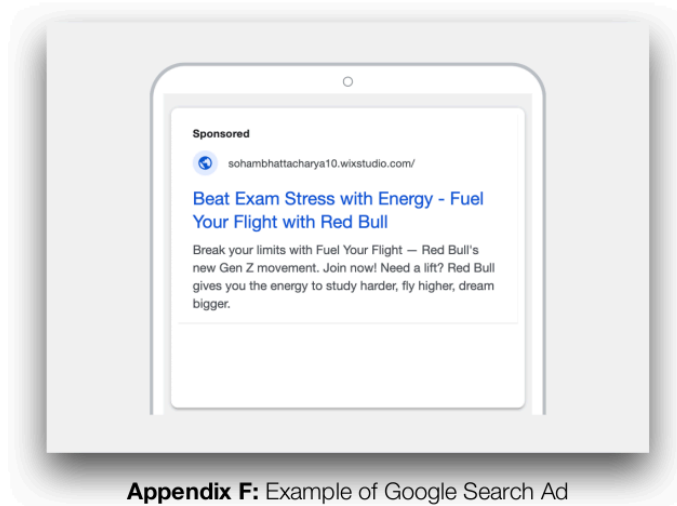 Sponsored
sohambhattacharya10.wixstudio.com/
Beat Exam Stress with Energy - Fuel
Your Flight with Red Bull
Break your limits with Fuel Your Flight — Red Bull's
new Gen Z movement. Join now! Need a lift? Red Bull
gives you the energy to study harder, fly higher, dream
bigger.
Appendix F: Example of Google Search Ad